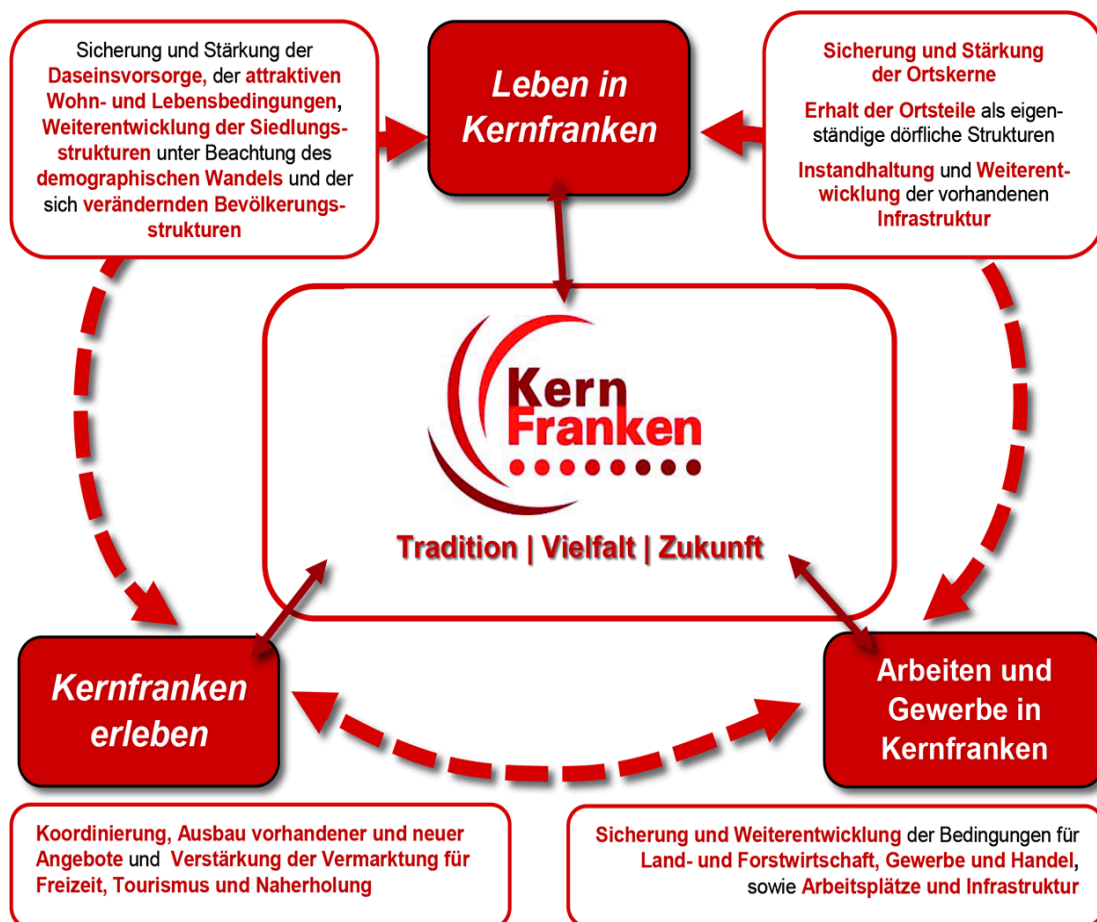 Sicherung und Stärkung der
Daseinsvorsorge, der attraktiven
Wohn- und Lebensbedingungen,
Weiterentwicklung der Siedlungs-
strukturen unter Beachtung des
demographischen Wandels und der
sich verändernden Bevölkerungs-
strukturen
Leben in
Kernfranken
Sicherung und Stärkung
der Ortskerne
Erhalt der Ortsteile als eigen-
ständige dörfliche Strukturen
Instandhaltung und Weiterent-
wicklung der vorhandenen
Infrastruktur
Kern
Franken
Tradition | Vielfalt | Zukunft
Kernfranken
erleben
Arbeiten und
Gewerbe in
Kernfranken
Koordinierung, Ausbau vorhandener und neuer
Angebote und Verstärkung der Vermarktung für
Freizeit, Tourismus und Naherholung
Sicherung und Weiterentwicklung der Bedingungen für
Land- und Forstwirtschaft, Gewerbe und Handel,
sowie Arbeitsplätze und Infrastruktur